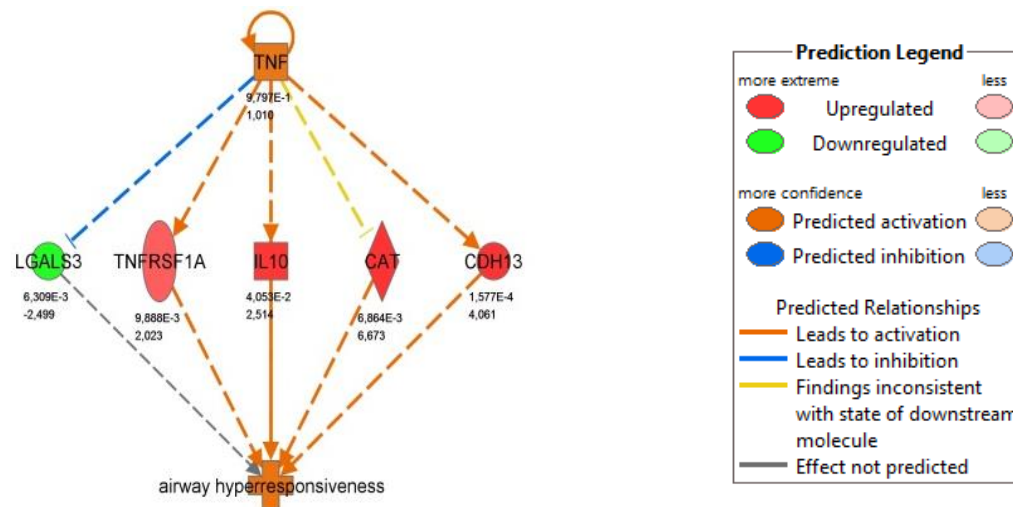 TNF
9,797E-1
1,010
LGALS3
6,309E-3
-2,499
TNFRSF1A
9,888E-3
2,023
IL10
4,053E-2
2,514
CAT
6,864E-3
6,673
CDH13
1,577E-4
4,061
airway hyperresponsiveness
Prediction Legend
more extreme less
Upregulated
Downregulated
more confidence less
Predicted activation
Predicted inhibition
Predicted Relationships
Leads to activation
Leads to inhibition
Findings inconsistent
with state of downstream
molecule
Effect not predicted